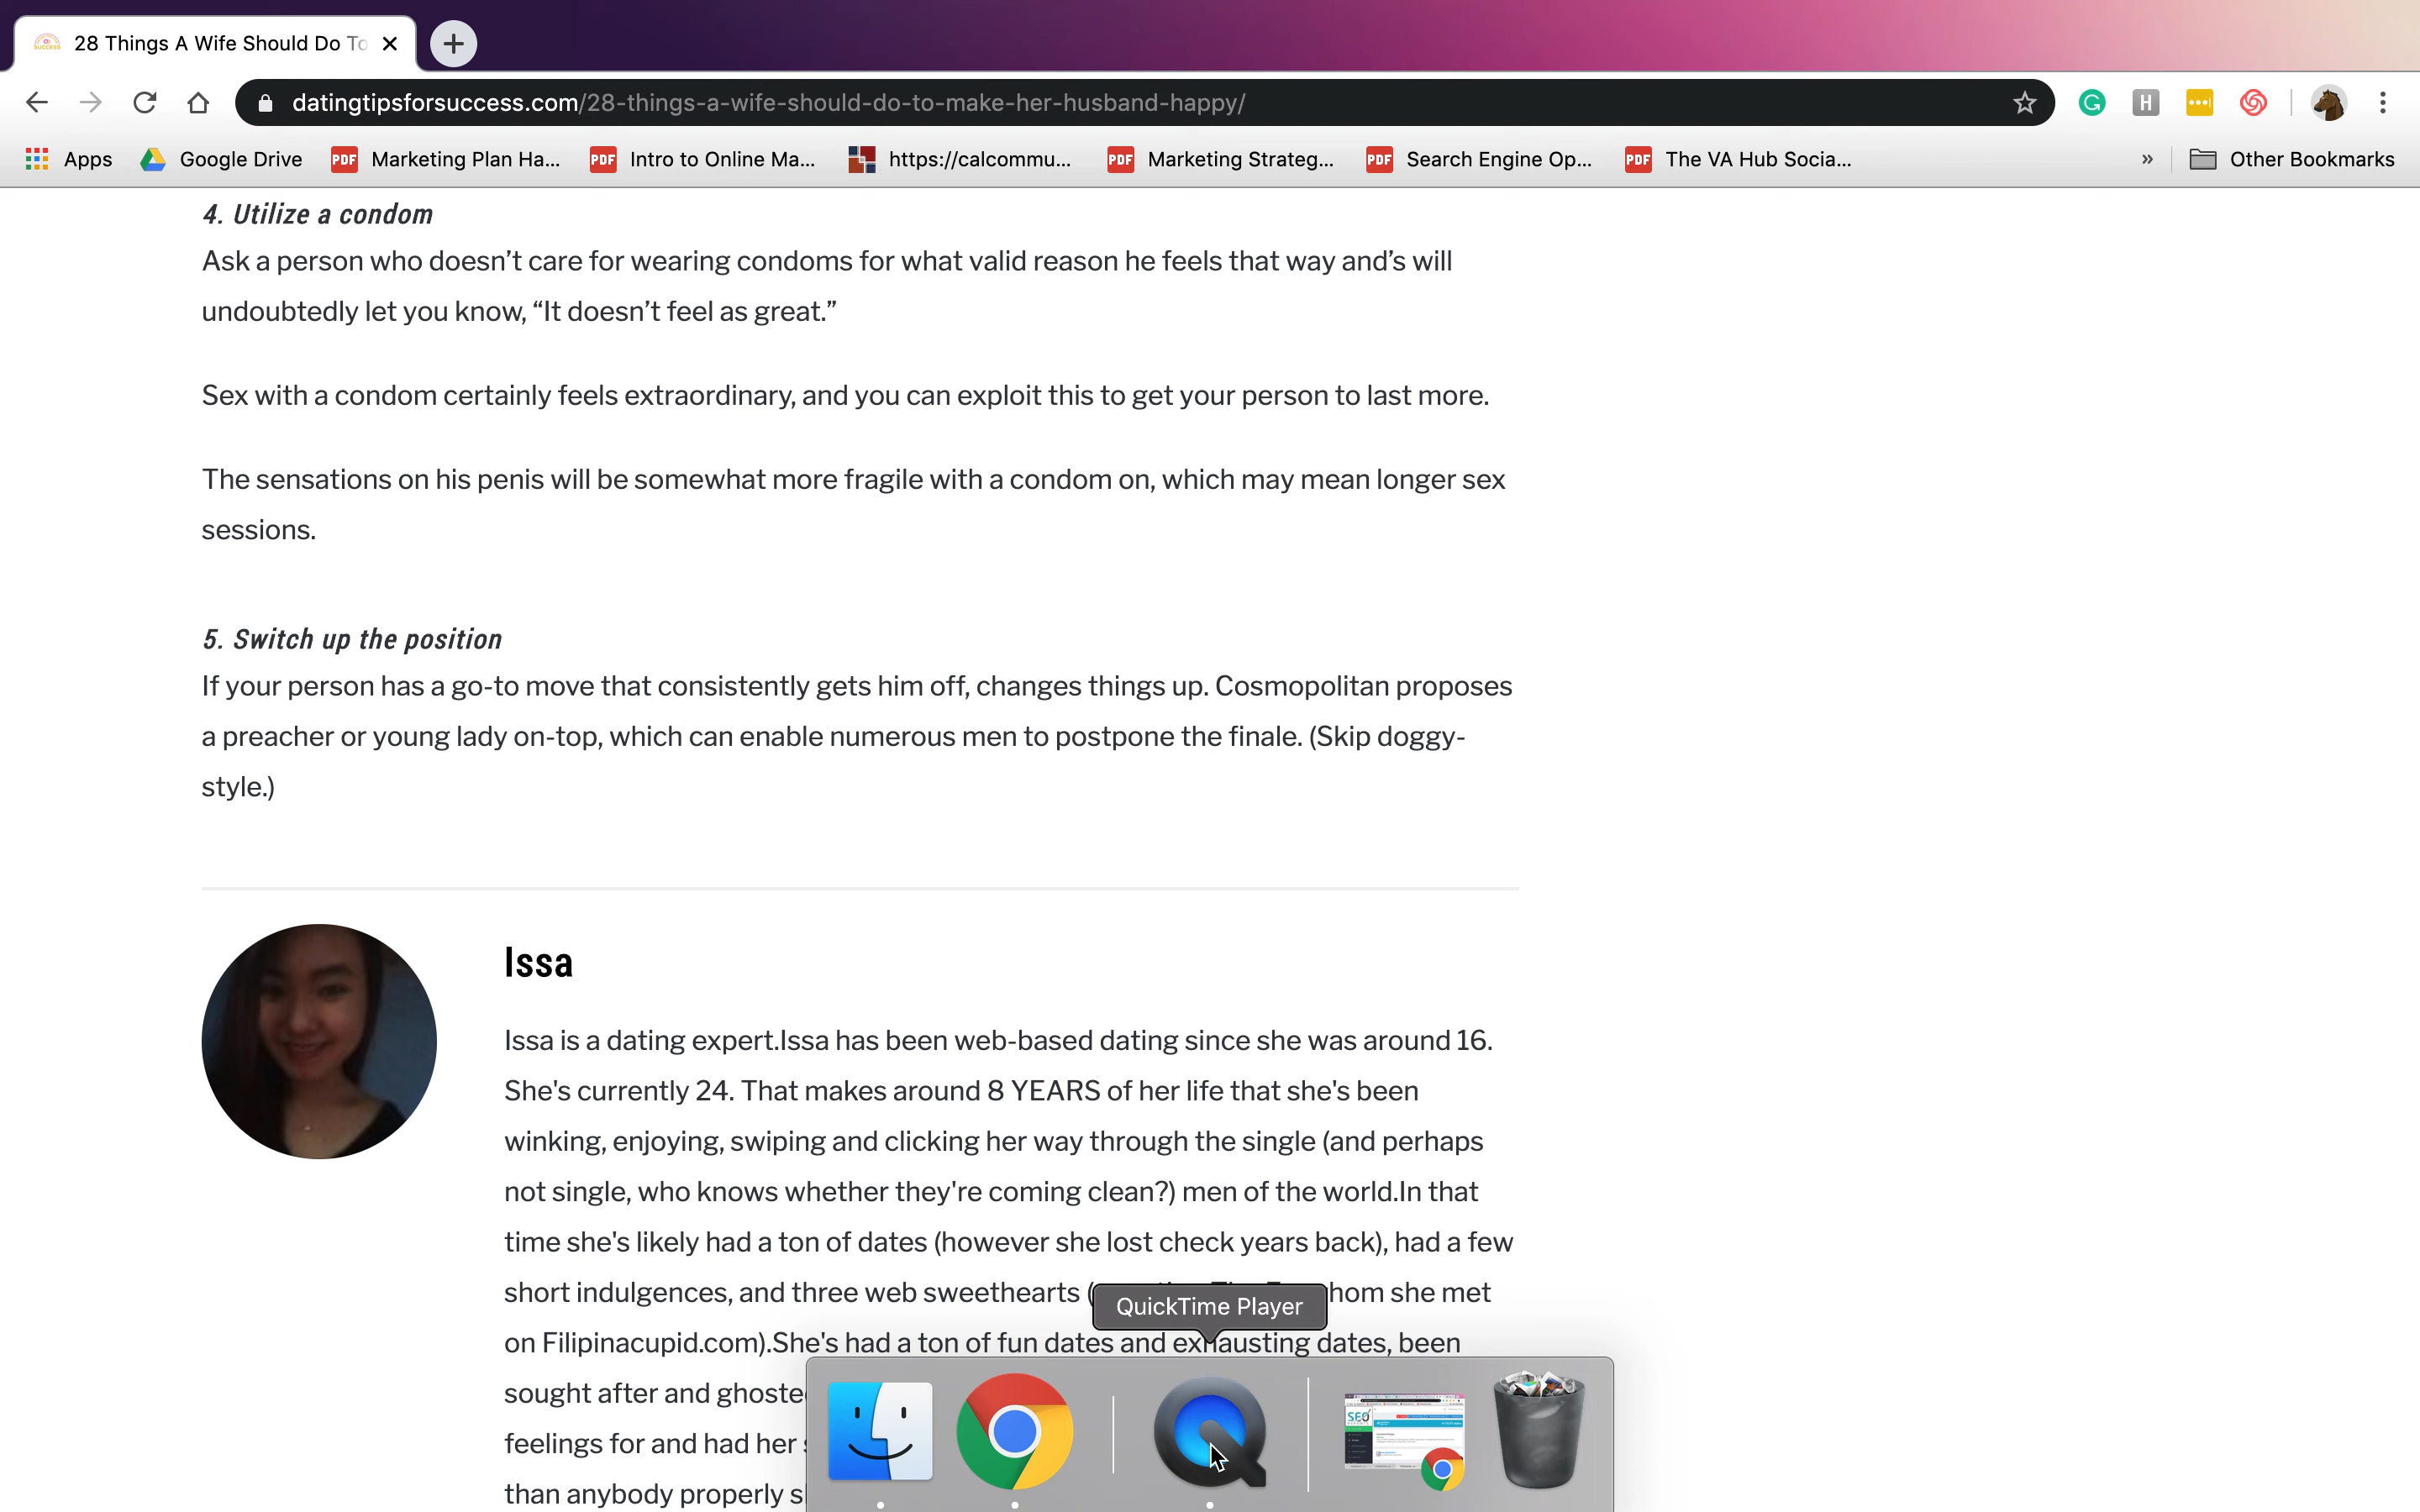 28 Things A Wife Should Do To
datingtipsforsuccess.com/28-things-a-wife-should-do-to-make-her-husband-happy/
Apps Google Drive PDF Marketing Plan Ha... PDF Intro to Online Ma... https://calcommu... PDF Marketing Strateg... PDF Search Engine Op... PDF The VA Hub Socia... » Other Bookmarks
4. Utilize a condom
Ask a person who doesn’t care for wearing condoms for what valid reason he feels that way and’s will
undoubtedly let you know, “It doesn’t feel as great.”
Sex with a condom certainly feels extraordinary, and you can exploit this to get your person to last more.
The sensations on his penis will be somewhat more fragile with a condom on, which may mean longer sex
sessions.
5. Switch up the position
If your person has a go-to move that consistently gets him off, changes things up. Cosmopolitan proposes
a preacher or young lady on-top, which can enable numerous men to postpone the finale. (Skip doggy-
style.)
Issa
Issa is a dating expert.Issa has been web-based dating since she was around 16.
She's currently 24. That makes around 8 YEARS of her life that she's been
winking, enjoying, swiping and clicking her way through the single (and perhaps
not single, who knows whether they're coming clean?) men of the world.In that
time she's likely had a ton of dates (however she lost check years back), had a few
short indulgences, and three web sweethearts ( hom she met
QuickTime Player
on Filipinacupid.com).She's had a ton of fun dates and exhausting dates, been
sought after and ghoste
feelings for and had her
than anybody properly s
SEO